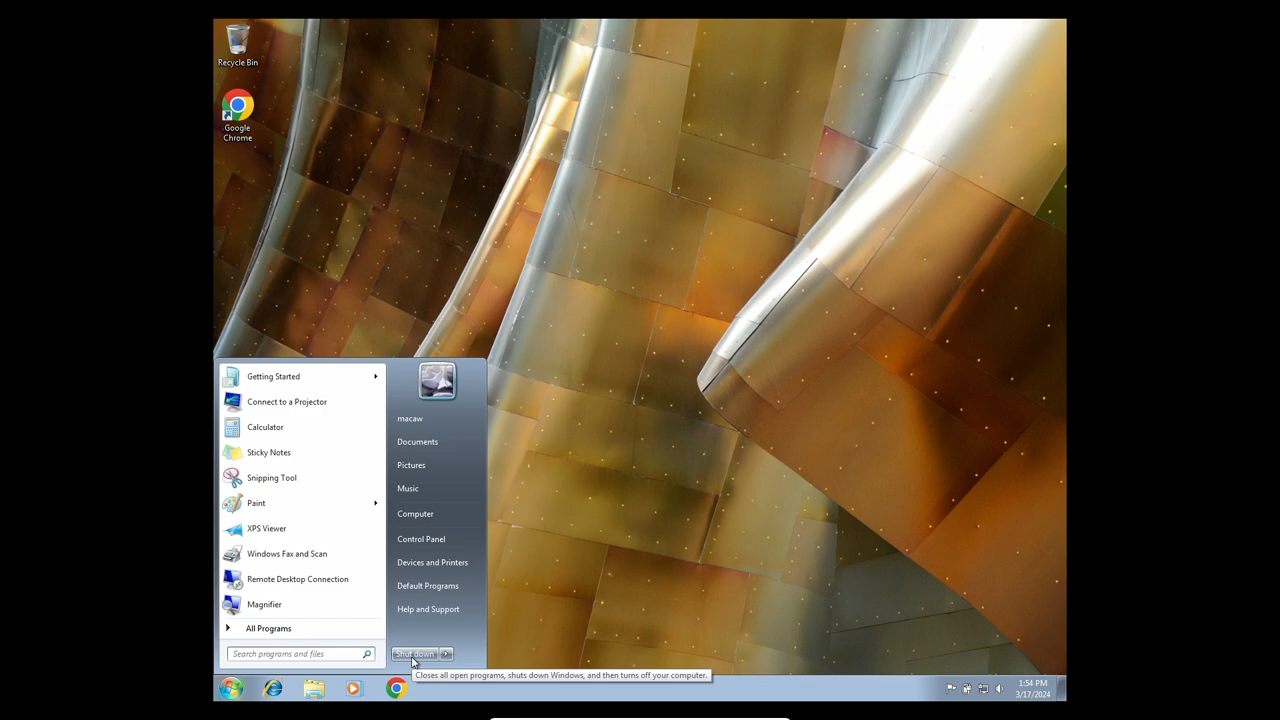 Recycle Bin
Google
Chrome
Getting Started
Connect to a Projector
Calculator
Sticky Notes
Snipping Tool
Paint
XPS Viewer
Windows Fax and Scan
Remote Desktop Connection
Magnifier
All Programs
Search programs and files
macaw
Documents
Pictures
Music
Computer
Control Panel
Devices and Printers
Default Programs
Help and Support
Shut down
Closes all open programs, shuts down Windows, and then turns off your computer.
1:54 PM
3/17/2024